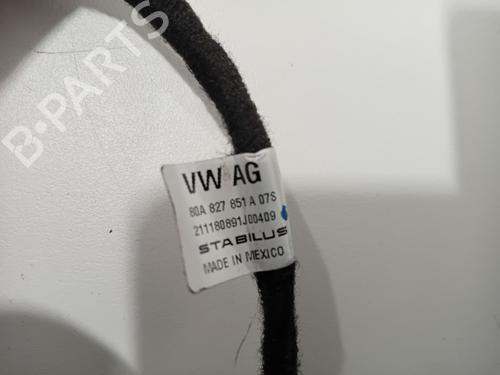 B-PARTS
VW AG
80A 827 851 A 07S
211180891J00409
STABILUS
MADE IN MEXICO